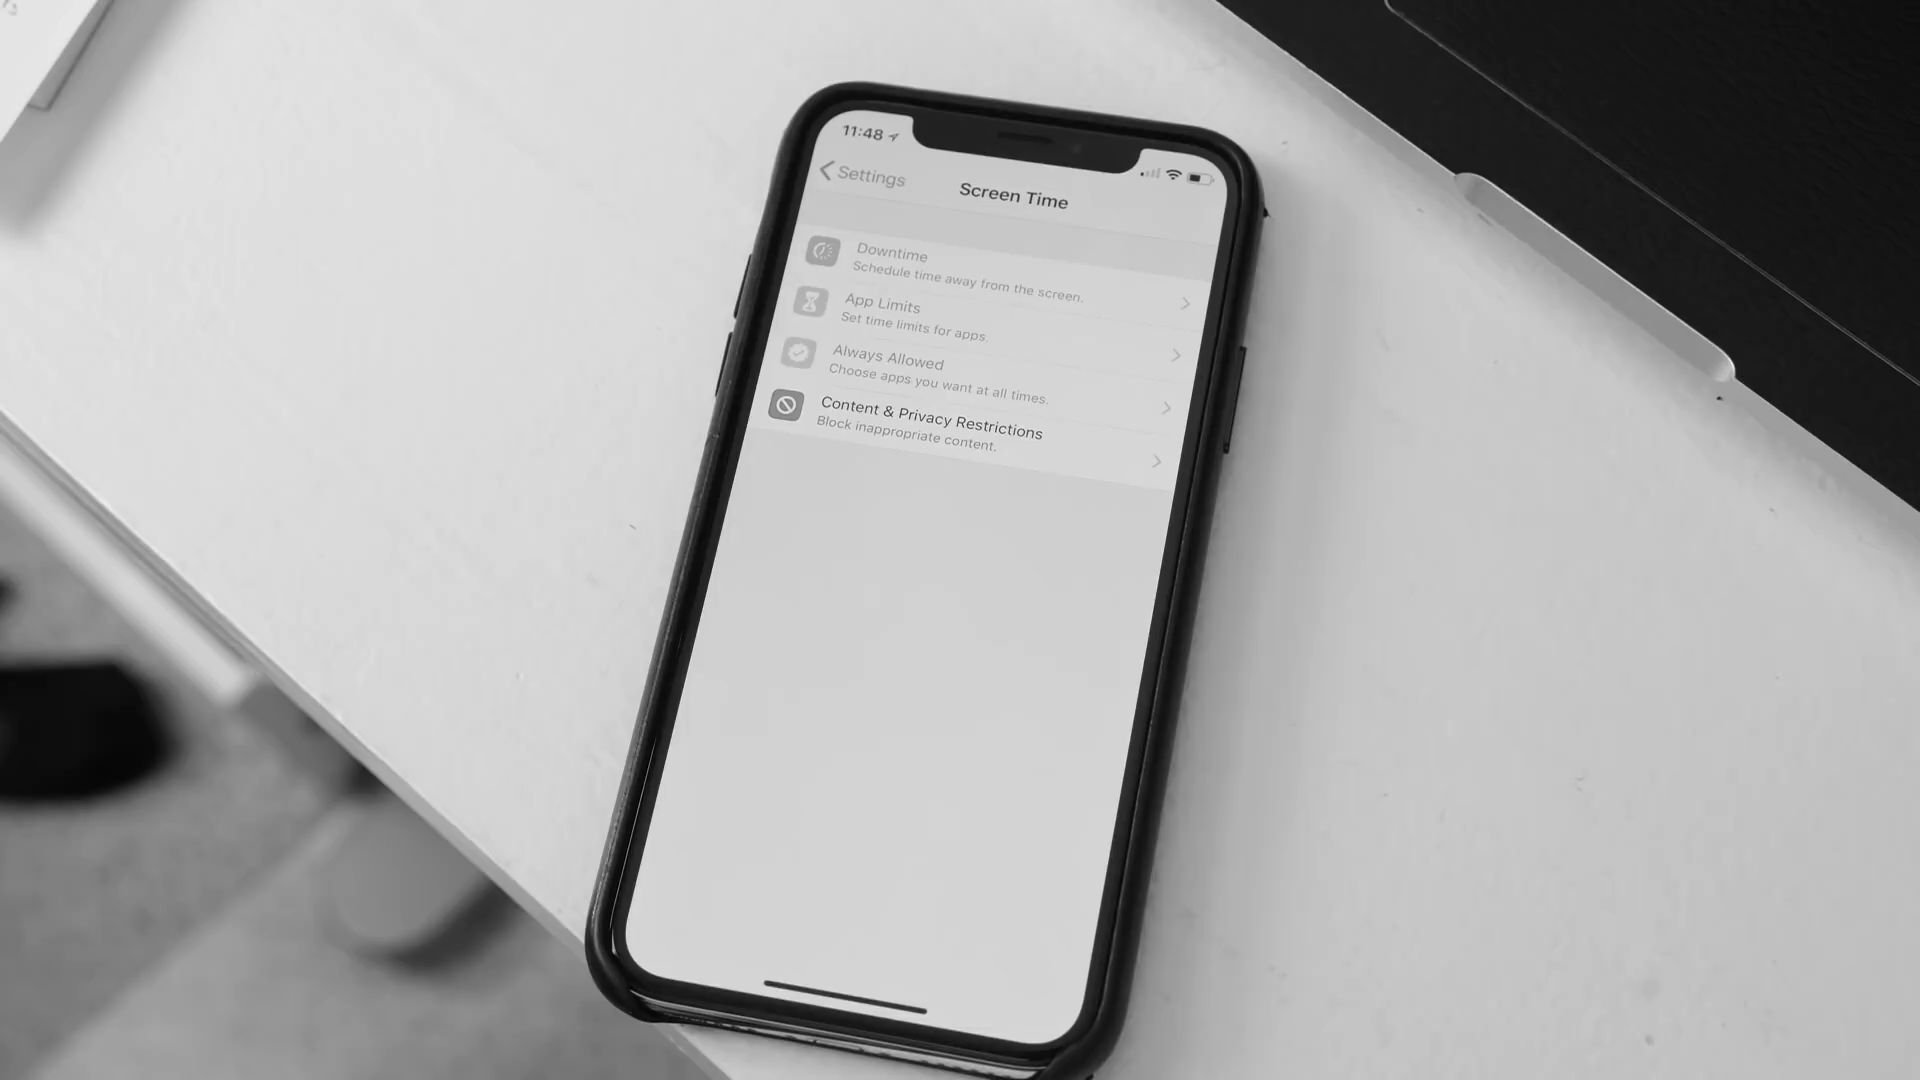 11:48
Settings
Screen Time
Downtime
Schedule time away from the screen.
App Limits
Set time limits for apps.
Always Allowed
Choose apps you want at all times.
Content & Privacy Restrictions
Block inappropriate content.